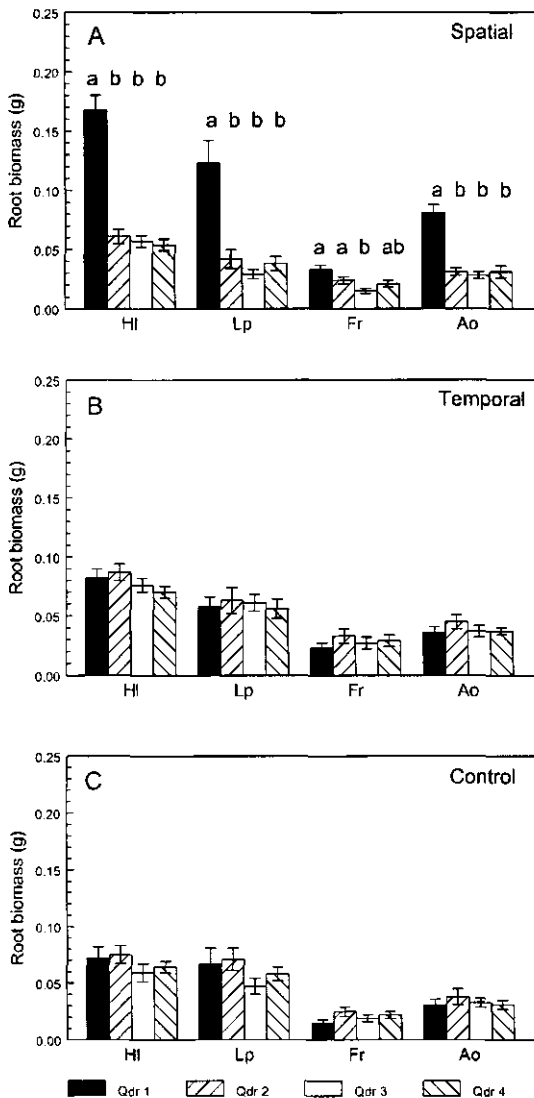 A Spatial
0.25
0.20
0.15
0.10
0.05
0.00
Root biomass (g)
a b b b
a b b b
a a b ab
a b b b
Hl Lp Fr Ao
B Temporal
0.25
0.20
0.15
0.10
0.05
0.00
Root biomass (g)
Hl Lp Fr Ao
C Control
0.25
0.20
0.15
0.10
0.05
0.00
Root biomass (g)
Hl Lp Fr Ao
Qdr 1 Qdr 2 Qdr 3 Qdr 4